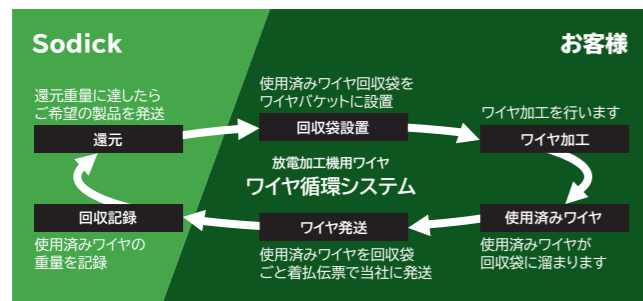 Sodick
お客様
還元重量に達したら
ご希望の製品を発送
還元
使用済みワイヤ回収袋を
ワイヤバケットに設置
回収袋設置
ワイヤ加工を行います
ワイヤ加工
放電加工機用ワイヤ
ワイヤ循環システム
回収記録
使用済みワイヤの
重量を記録
ワイヤ発送
使用済みワイヤを回収袋
ごと着払伝票で当社に発送
使用済みワイヤ
使用済みワイヤが
回収袋に溜まります